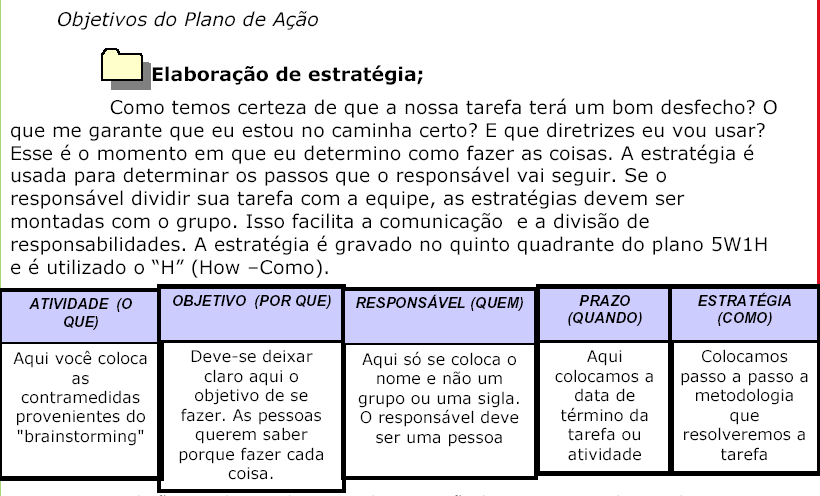 Objetivos do Plano de Ação
Elaboração de estratégia;
Como temos certeza de que a nossa tarefa terá um bom desfecho? O
que me garante que eu estou no caminha certo? E que diretrizes eu vou usar?
Esse é o momento em que eu determino como fazer as coisas. A estratégia é
usada para determinar os passos que o responsável vai seguir. Se o
responsável dividir sua tarefa com a equipe, as estratégias devem ser
montadas com o grupo. Isso facilita a comunicação  e a divisão de
responsabilidades. A estratégia é gravado no quinto quadrante do plano 5W1H
e é utilizado o “H” (How –Como).
ATIVIDADE (O
QUE)
OBJETIVO (POR QUE)
RESPONSÁVEL (QUEM)
PRAZO
(QUANDO)
ESTRATÉGIA
(COMO)
Aqui você coloca
as
contramedidas
provenientes do
"brainstorming"
Deve-se deixar
claro aqui o
objetivo de se
fazer. As pessoas
querem saber
porque fazer cada
coisa.
Aqui só se coloca o
nome e não um
grupo ou uma sigla.
O responsável deve
ser uma pessoa
Aqui
colocamos a
data de
término da
tarefa ou
atividade
Colocamos
passo a passo a
metodologia
que
resolveremos a
tarefa